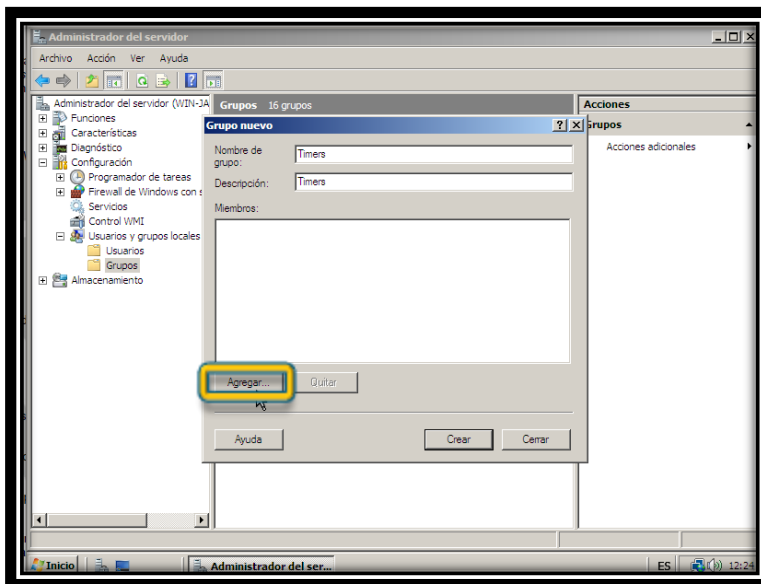 Administrador del servidor
Archivo Acción Ver Ayuda
Administrador del servidor (WIN-JA
Funciones
Características
Diagnóstico
Configuración
Programador de tareas
Firewall de Windows con s
Servicios
Control WMI
Usuarios y grupos locales
Usuarios
Grupos
Almacenamiento
Grupos 16 grupos
Grupo nuevo
Nombre de
grupo:
Timers
Descripción:
Timers
Miembros:
Agregar...
Quitar
Ayuda
Crear
Cerrar
Acciones
Grupos
Acciones adicionales
Inicio
Administrador del ser...
ES
12:24